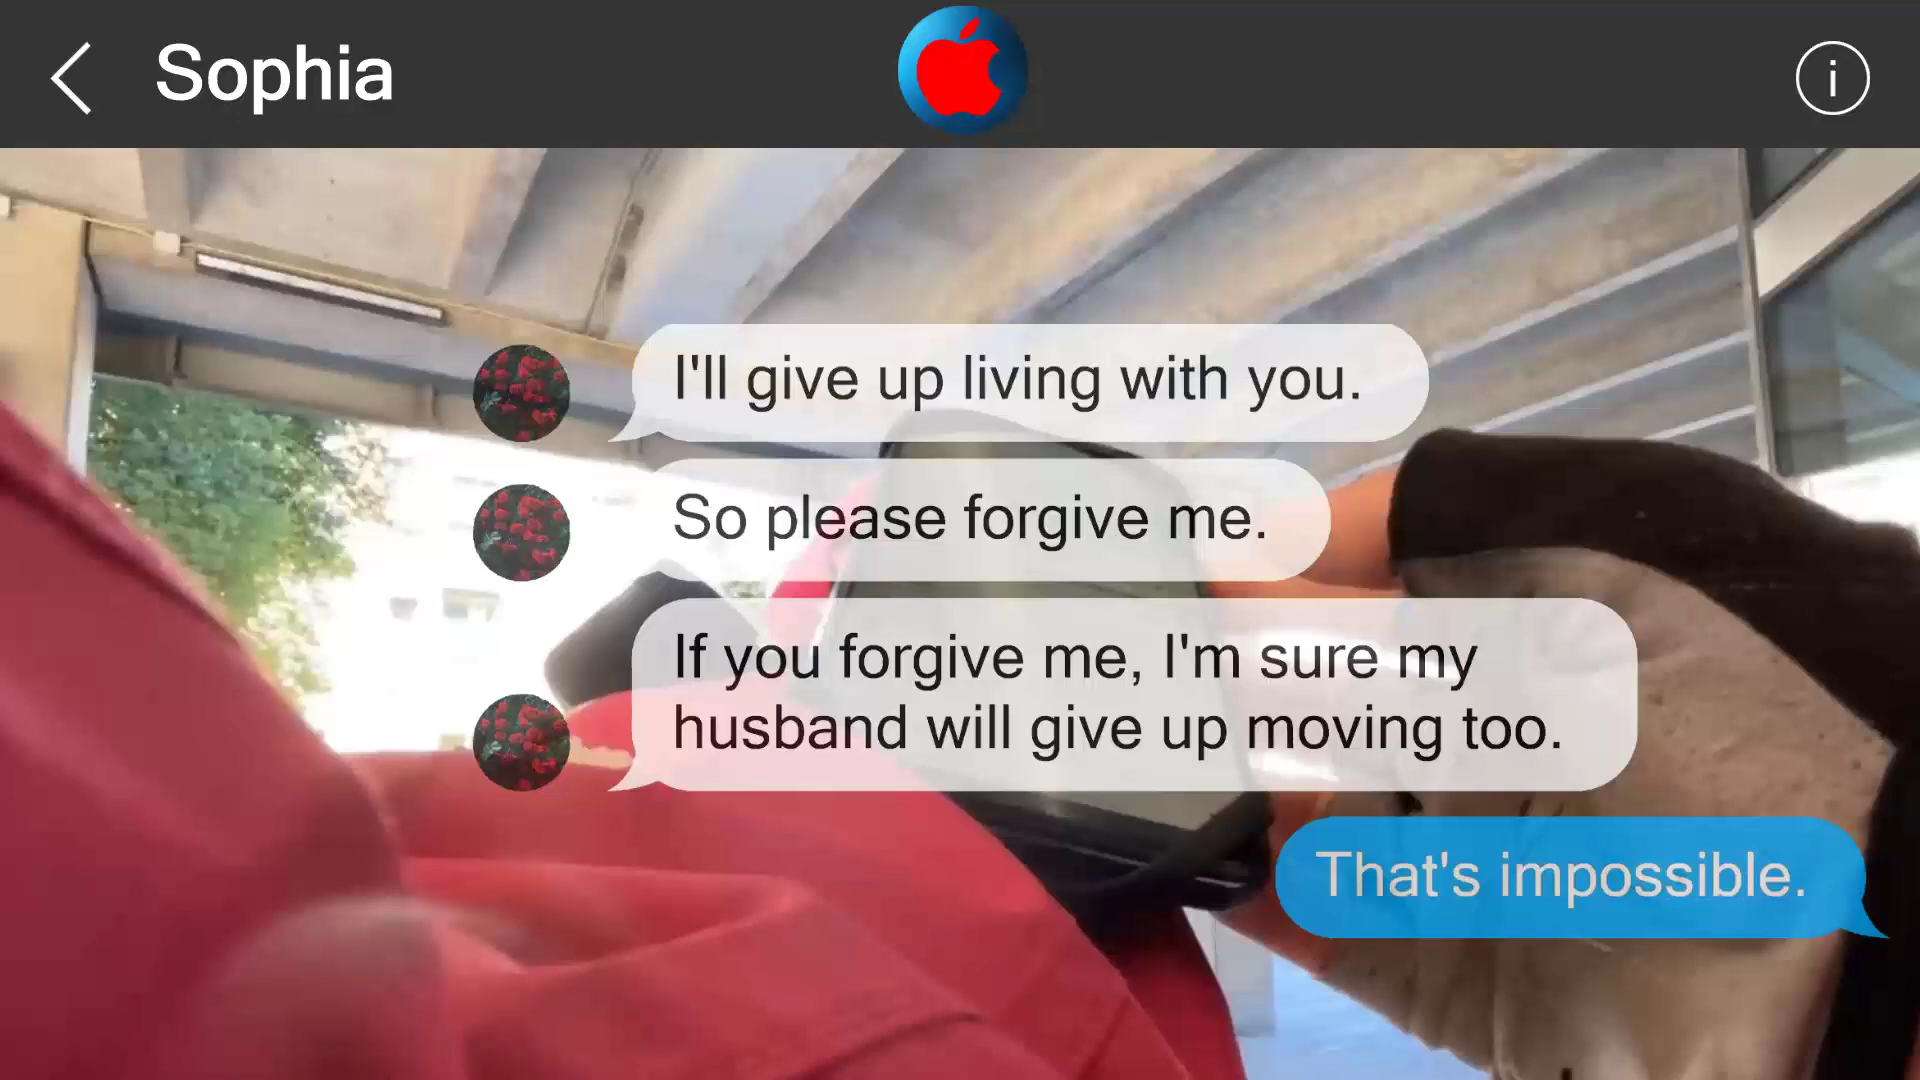 Sophia
I'll give up living with you.
So please forgive me.
If you forgive me, I'm sure my
husband will give up moving too.
That's impossible.